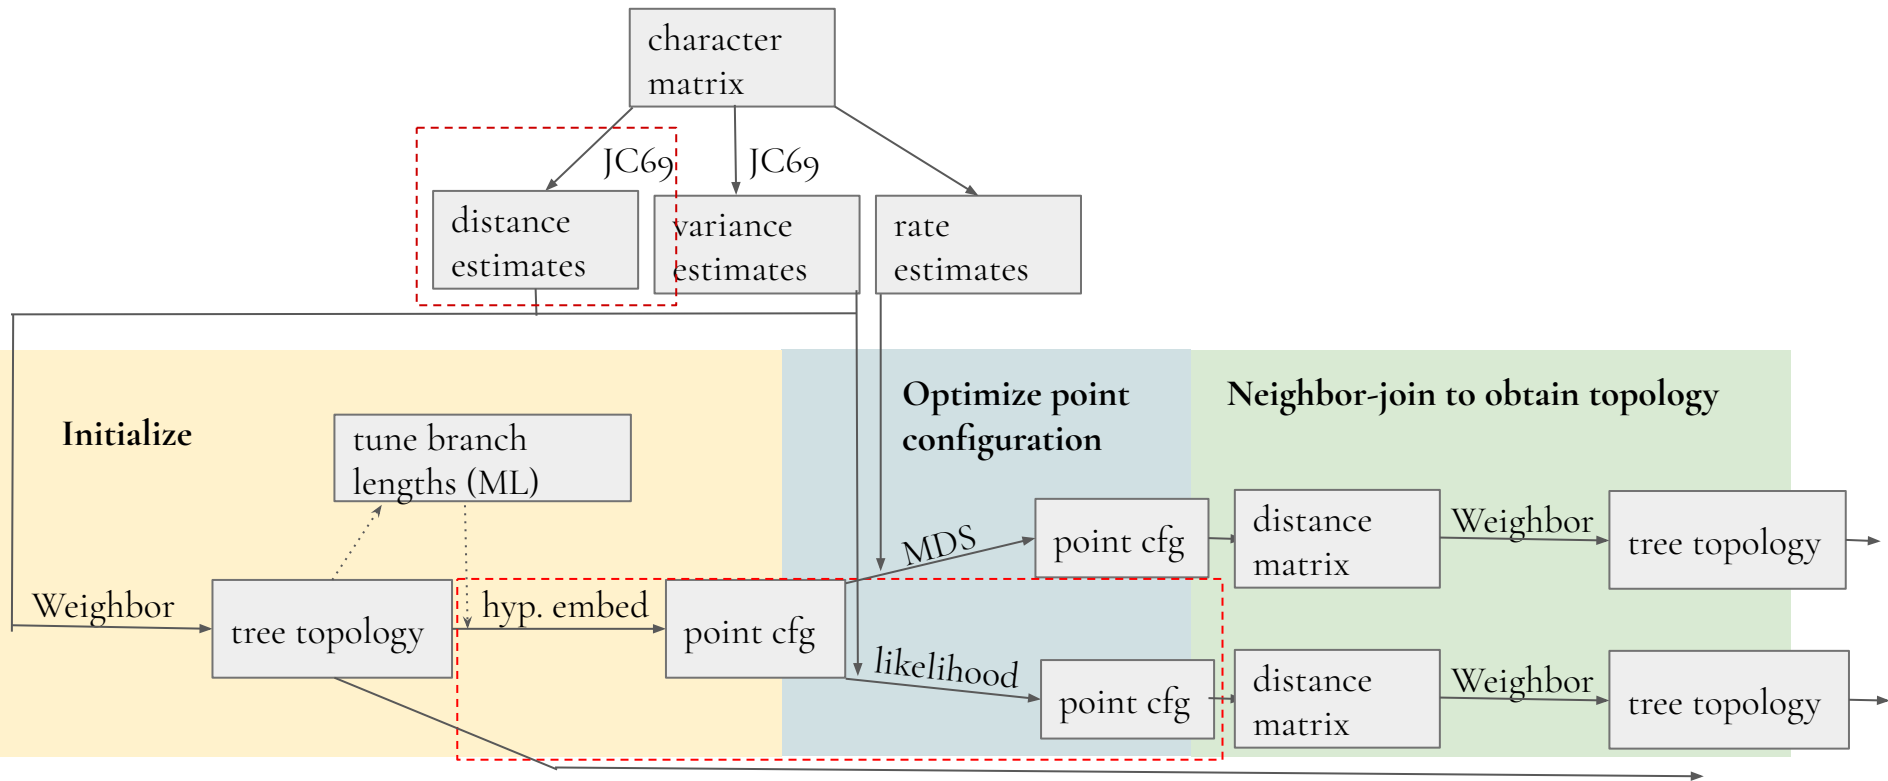 character
matrix
JC69
JC69
distance
estimates
variance
estimates
rate
estimates
Initialize
tune branch
lengths (ML)
Optimize point
configuration
Neighbor-join to obtain topology
MDS
point cfg
distance
matrix
Weighbor
tree topology
Weighbor
tree topology
hyp. embed
point cfg
likelihood
point cfg
distance
matrix
Weighbor
tree topology